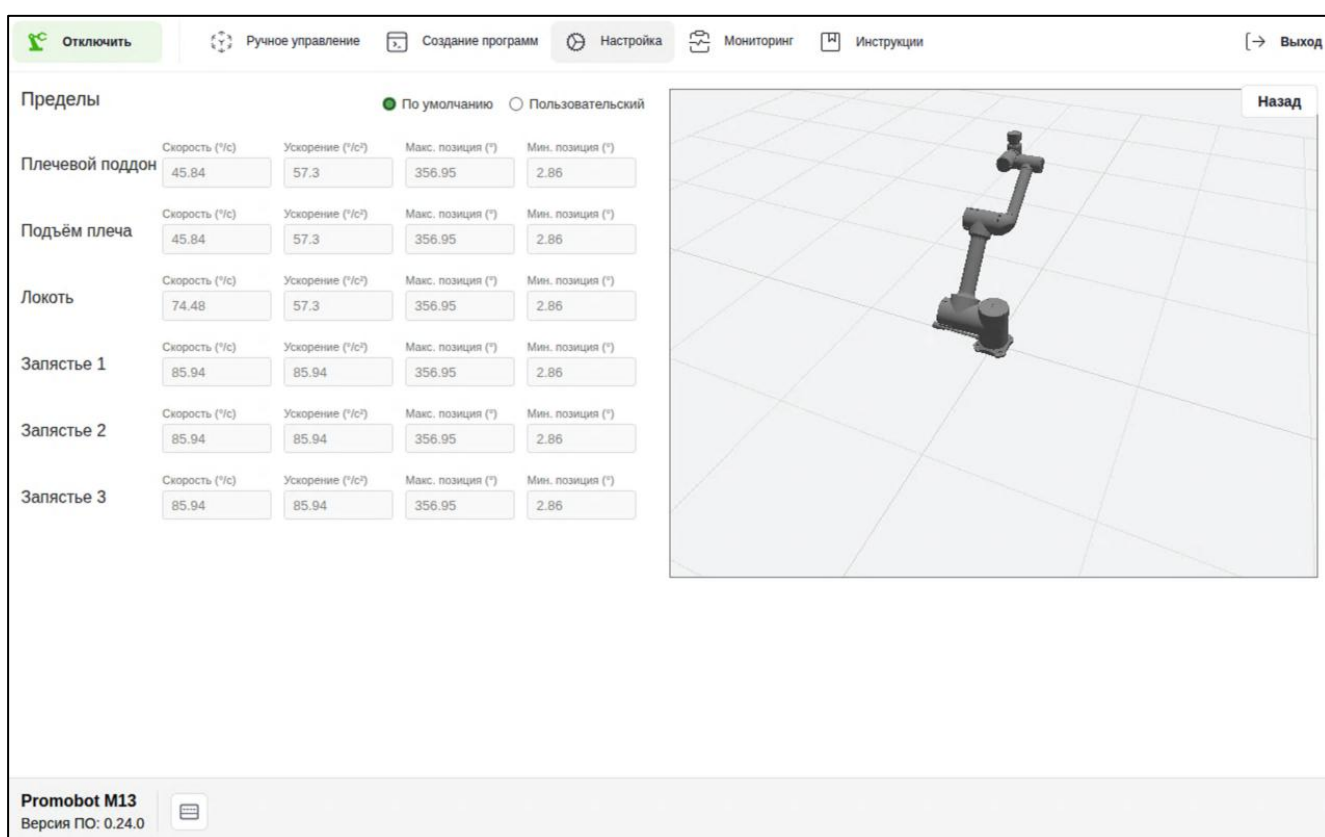 Отключить Ручное управление Создание программ Настройка Мониторинг Инструкции Выход
Пределы По умолчанию Пользовательский Назад
Скорость (°/с) Ускорение (°/с²) Макс. позиция (°) Мин. позиция (°)
Плечевой поддон 45.84 57.3 356.95 2.86
Скорость (°/с) Ускорение (°/с²) Макс. позиция (°) Мин. позиция (°)
Подъём плеча 45.84 57.3 356.95 2.86
Скорость (°/с) Ускорение (°/с²) Макс. позиция (°) Мин. позиция (°)
Локоть 74.48 57.3 356.95 2.86
Скорость (°/с) Ускорение (°/с²) Макс. позиция (°) Мин. позиция (°)
Запястье 1 85.94 85.94 356.95 2.86
Скорость (°/с) Ускорение (°/с²) Макс. позиция (°) Мин. позиция (°)
Запястье 2 85.94 85.94 356.95 2.86
Скорость (°/с) Ускорение (°/с²) Макс. позиция (°) Мин. позиция (°)
Запястье 3 85.94 85.94 356.95 2.86
Promobot M13
Версия ПО: 0.24.0